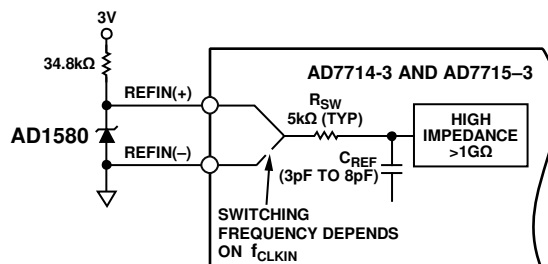 3V
34.8kΩ
AD1580
REFIN(+)
REFIN(–)
AD7714-3 AND AD7715–3
RSW
5kΩ (TYP)
CREF
(3pF TO 8pF)
HIGH
IMPEDANCE
>1GΩ
SWITCHING
FREQUENCY DEPENDS
ON fCLKIN